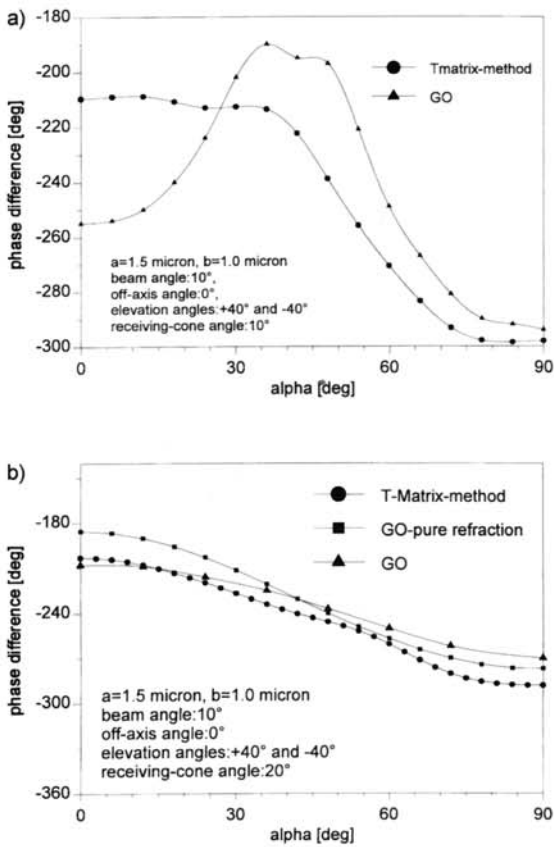 a)
-180
-200
-220
-240
-260
-280
-300
phase difference [deg]
Tmatrix-method
GO
a=1.5 micron, b=1.0 micron
beam angle:10°,
off-axis angle:0°,
elevation angles:+40° and -40°
receiving-cone angle:10°
0 30 60 90
alpha [deg]
b)
-180
-240
-300
-360
phase difference [deg]
T-Matrix-method
GO-pure refraction
GO
a=1.5 micron, b=1.0 micron
beam angle:10°
off-axis angle:0°
elevation angles:+40° and -40°
receiving-cone angle:20°
0 30 60 90
alpha [deg]